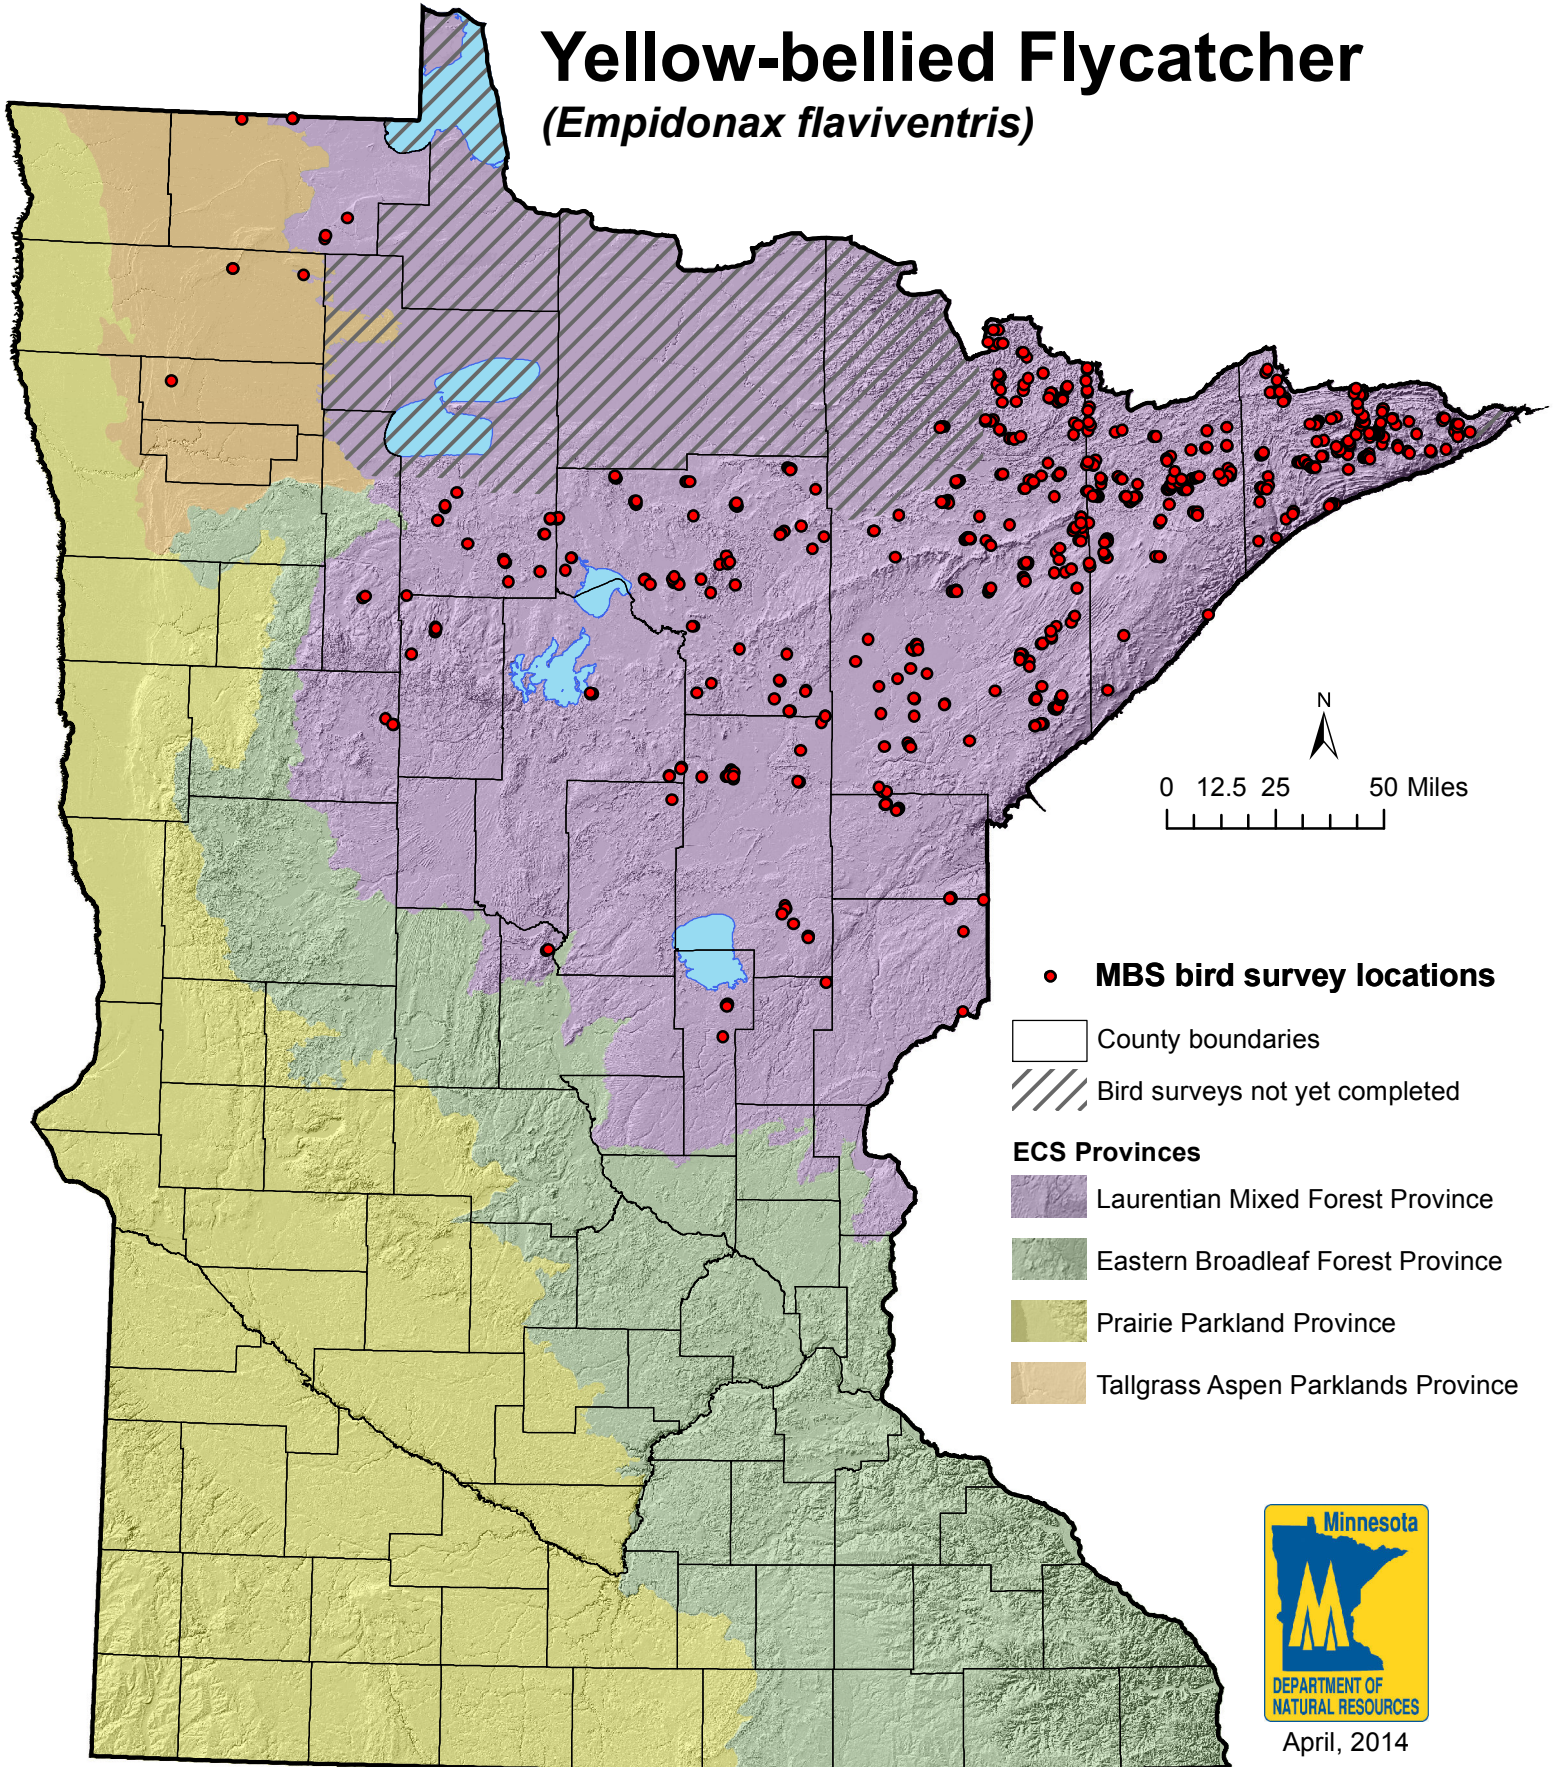 Yellow-bellied Flycatcher
(Empidonax flaviventris)
N
0 12.5 25 50 Miles
MBS bird survey locations
County boundaries
Bird surveys not yet completed
ECS Provinces
Laurentian Mixed Forest Province
Eastern Broadleaf Forest Province
Prairie Parkland Province
Tallgrass Aspen Parklands Province
Minnesota
DEPARTMENT OF
NATURAL RESOURCES
April, 2014